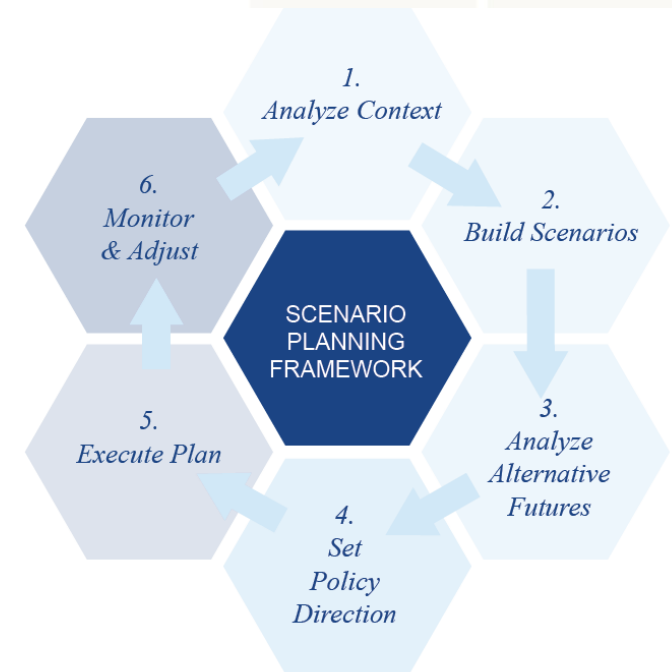 1.
Analyze Context
2.
Build Scenarios
3.
Analyze
Alternative
Futures
4.
Set
Policy
Direction
5.
Execute Plan
6.
Monitor
& Adjust
SCENARIO
PLANNING
FRAMEWORK